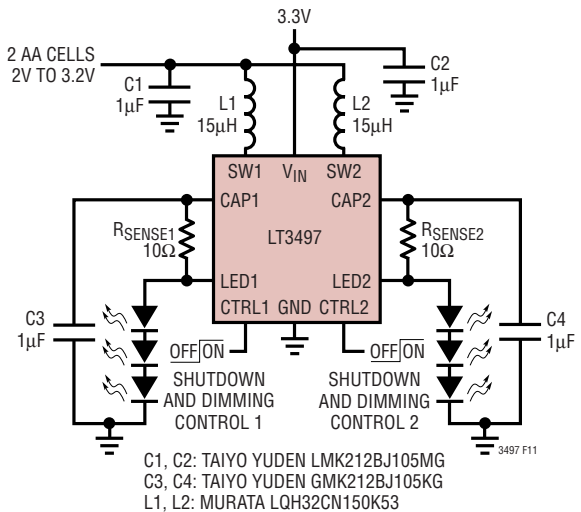 3.3V
2 AA CELLS
2V TO 3.2V
C1
1µF
C2
1µF
L1
15µH
L2
15µH
SW1 VIN SW2
CAP1 CAP2
RSENSE1
10Ω
LT3497
RSENSE2
10Ω
LED1 LED2
CTRL1 GND CTRL2
C3
1µF
C4
1µF
OFF ON
OFF ON
SHUTDOWN
AND DIMMING
CONTROL 1
SHUTDOWN
AND DIMMING
CONTROL 2
3497 F11
C1, C2: TAIYO YUDEN LMK212BJ105MG
C3, C4: TAIYO YUDEN GMK212BJ105KG
L1, L2: MURATA LQH32CN150K53